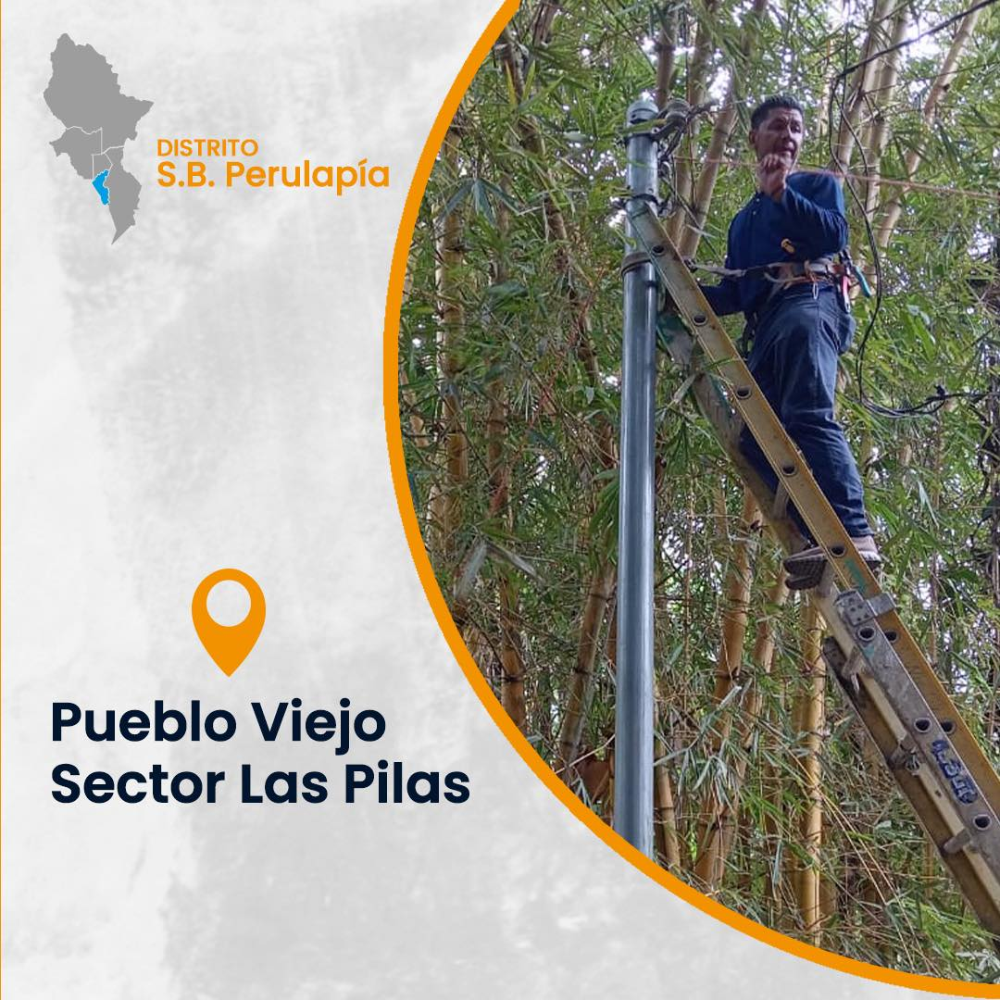 DISTRITO
S.B. Perulapía
Pueblo Viejo
Sector Las Pilas